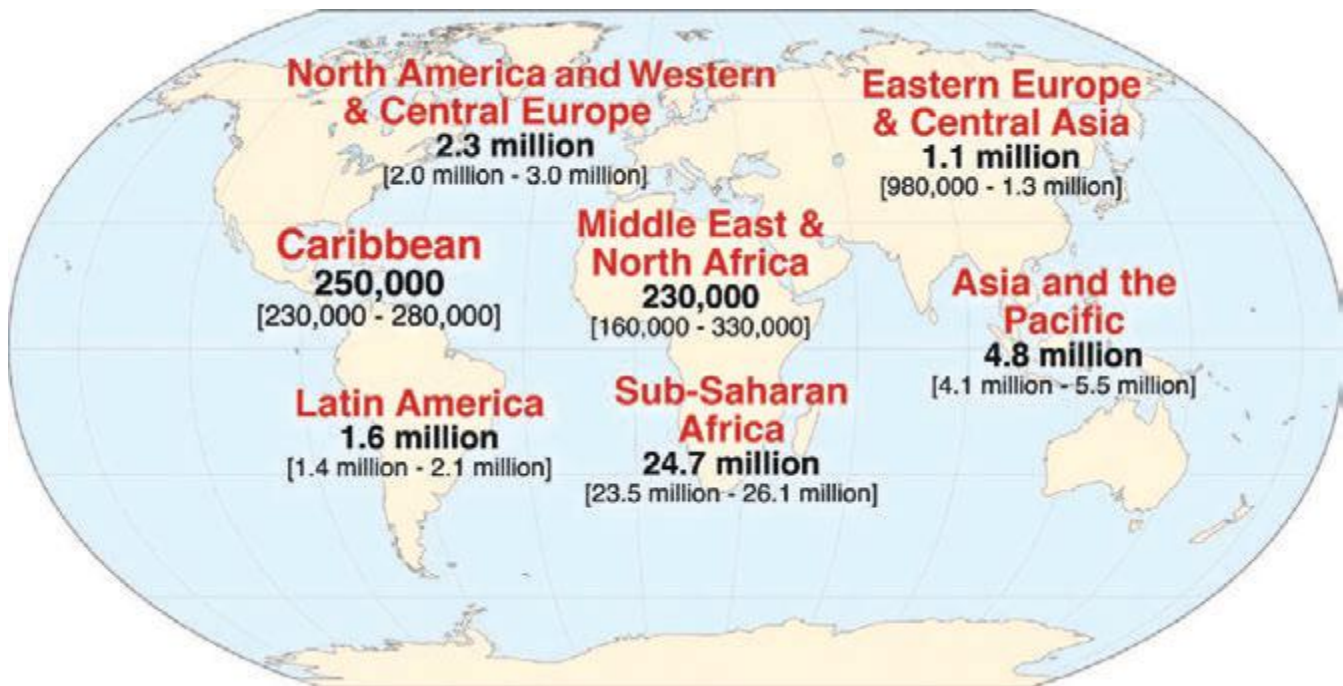 North America and Western
& Central Europe
2.3 million
[2.0 million - 3.0 million]
Eastern Europe
& Central Asia
1.1 million
[980,000 - 1.3 million]
Caribbean
250,000
[230,000 - 280,000]
Middle East &
North Africa
230,000
[160,000 - 330,000]
Asia and the
Pacific
4.8 million
[4.1 million - 5.5 million]
Latin America
1.6 million
[1.4 million - 2.1 million]
Sub-Saharan
Africa
24.7 million
[23.5 million - 26.1 million]